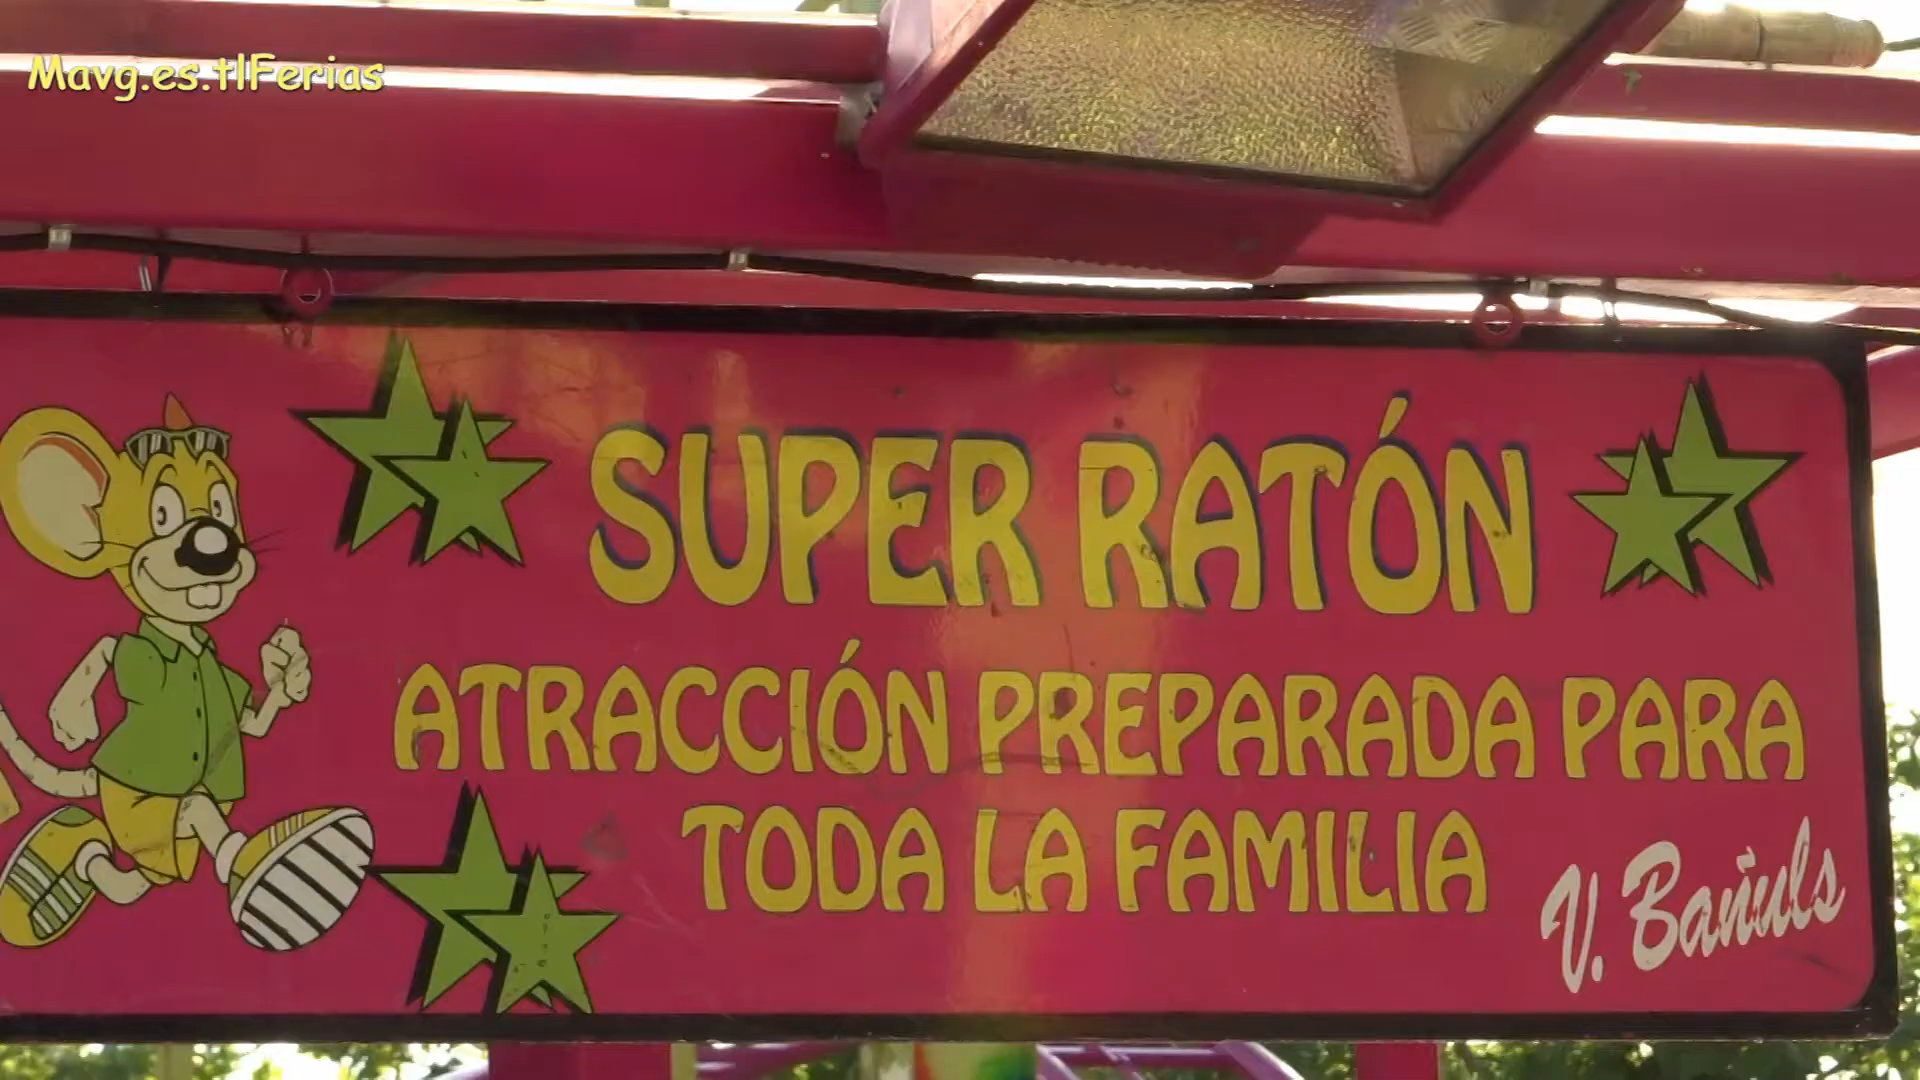 Mavg.es.tlFerias
SUPER RATÓN
ATRACCIÓN PREPARADA PARA
TODA LA FAMILIA
V. Bañuls